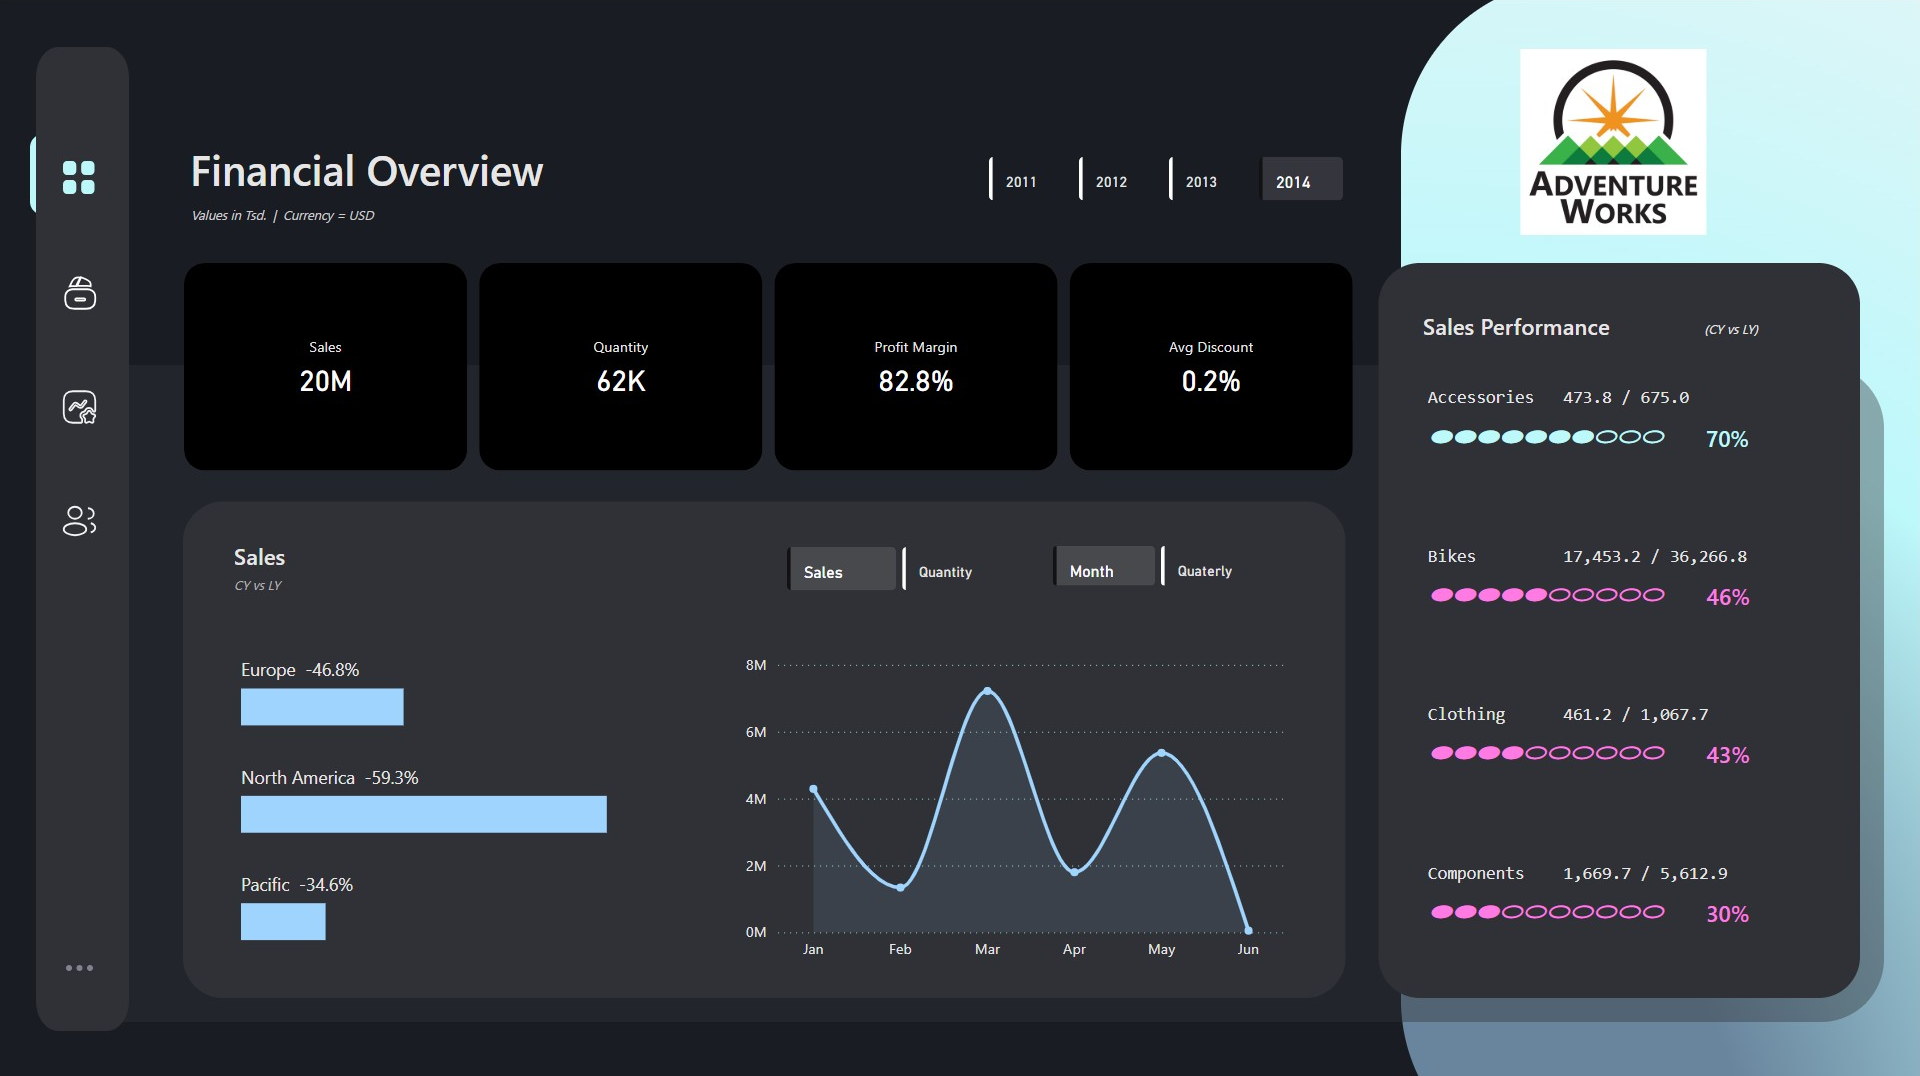 ADVENTURE
WORKS
Financial Overview
Values in Tsd. | Currency = USD
2011
2012
2013
2014
Sales
20M
Quantity
62K
Profit Margin
82.8%
Avg Discount
0.2%
Sales
CY vs LY
Sales
Quantity
Month
Quaterly
Europe -46.8%
North America -59.3%
Pacific -34.6%
8M
6M
4M
2M
0M
Jan Feb Mar Apr May Jun
Sales Performance (CY vs LY)
Accessories 473.8 / 675.0
70%
Bikes 17,453.2 / 36,266.8
46%
Clothing 461.2 / 1,067.7
43%
Components 1,669.7 / 5,612.9
30%